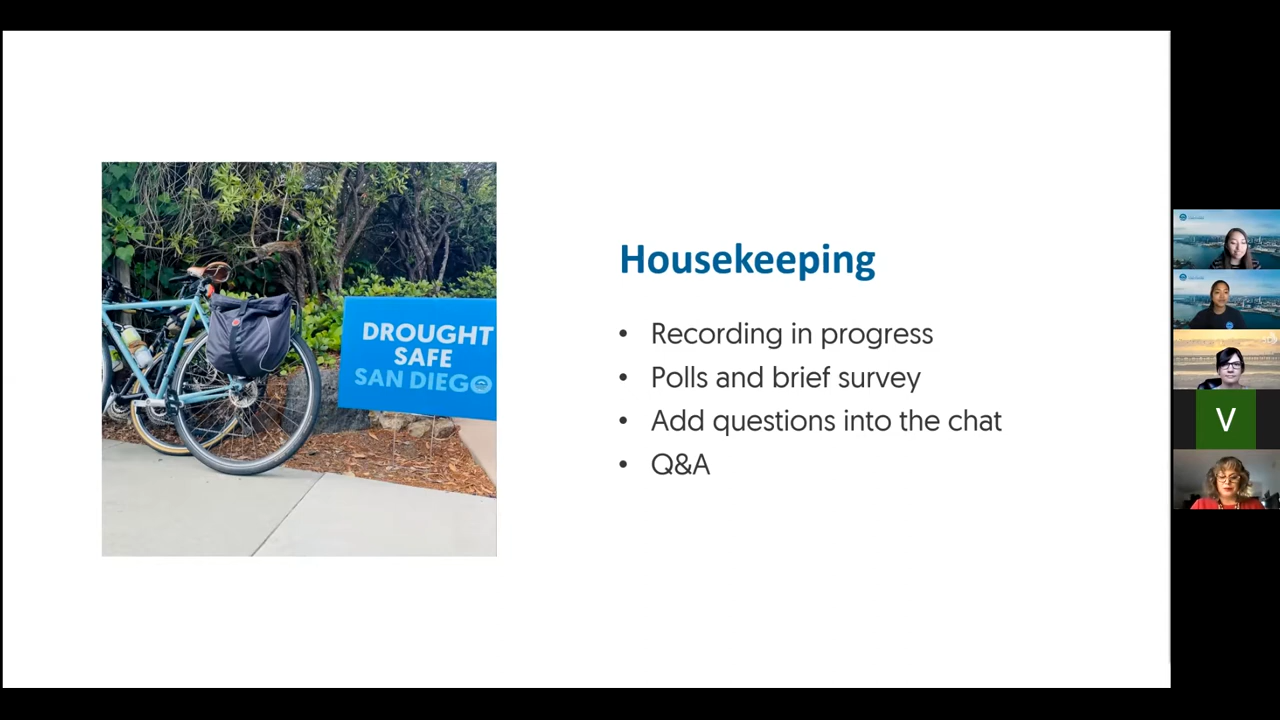 DROUGHT
SAFE
SAN DIEGO
Housekeeping
• Recording in progress
• Polls and brief survey
• Add questions into the chat
• Q&A
V